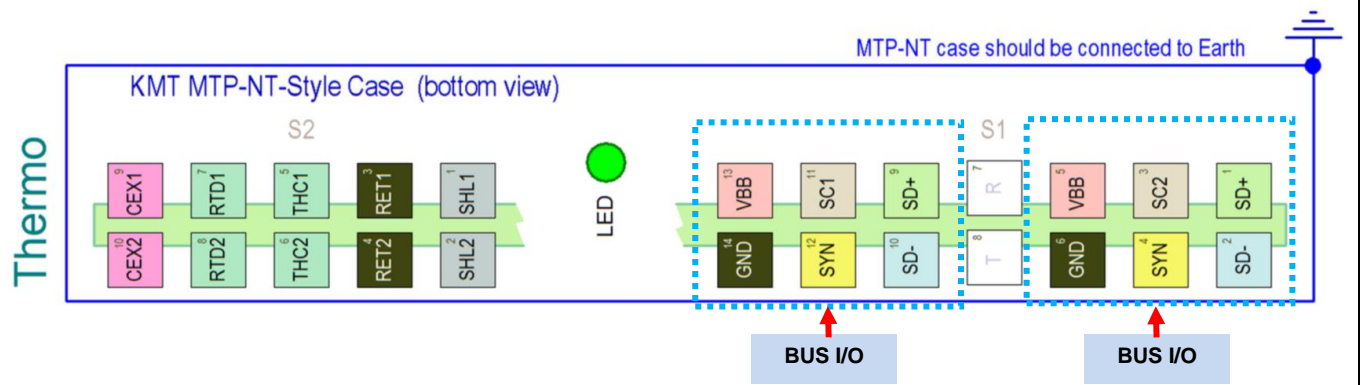 MTP-NT case should be connected to Earth
KMT MTP-NT-Style Case (bottom view)
Thermo
S2
S1
9 CEX1
7 RTD1
5 THC1
3 RET1
1 SHL1
10 CEX2
8 RTD2
6 THC2
4 RET2
2 SHL2
LED
13 VBB
11 SC1
9 SD+
7 R
5 VBB
3 SC2
1 SD+
14 GND
12 SYN
10 SD-
8 T
6 GND
4 SYN
2 SD-
BUS I/O
BUS I/O